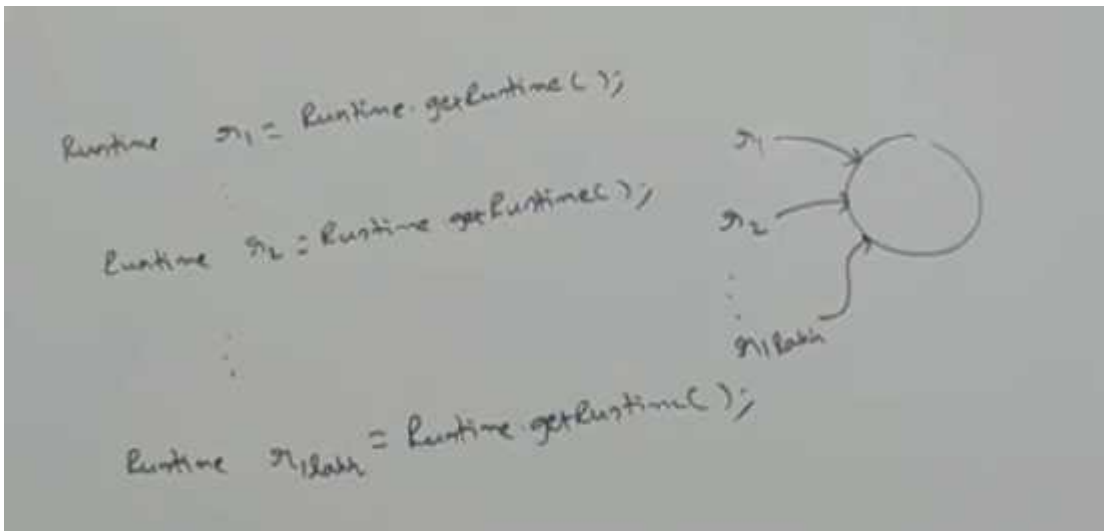 Runtime r1 = Runtime.getRuntime();
Runtime r2 = Runtime.getRuntime();
Runtime r1lakh = Runtime.getRuntime();
r1
r2
r1lakh